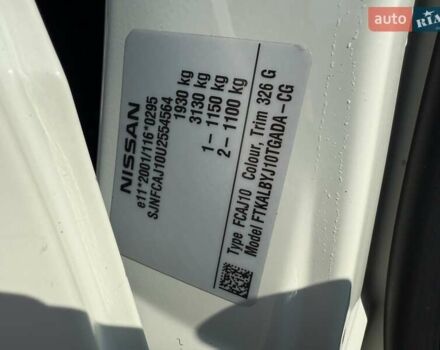 auto RIA
NISSAN
e11*2001/116*0295
SJNFCAJ10U2554564
1930 kg
3130 kg
1 - 1150 kg
2 - 1100 kg
Type FCAJ10 Colour, Trim 326 G
Model FTKALBYJ10TGADA-CG